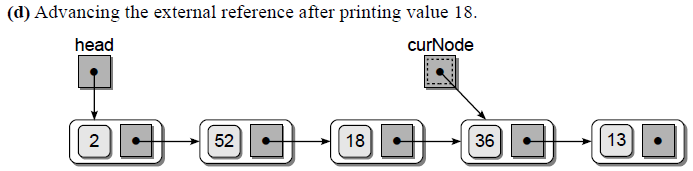 (d) Advancing the external reference after printing value 18.
head curNode
2 52 18 36 13